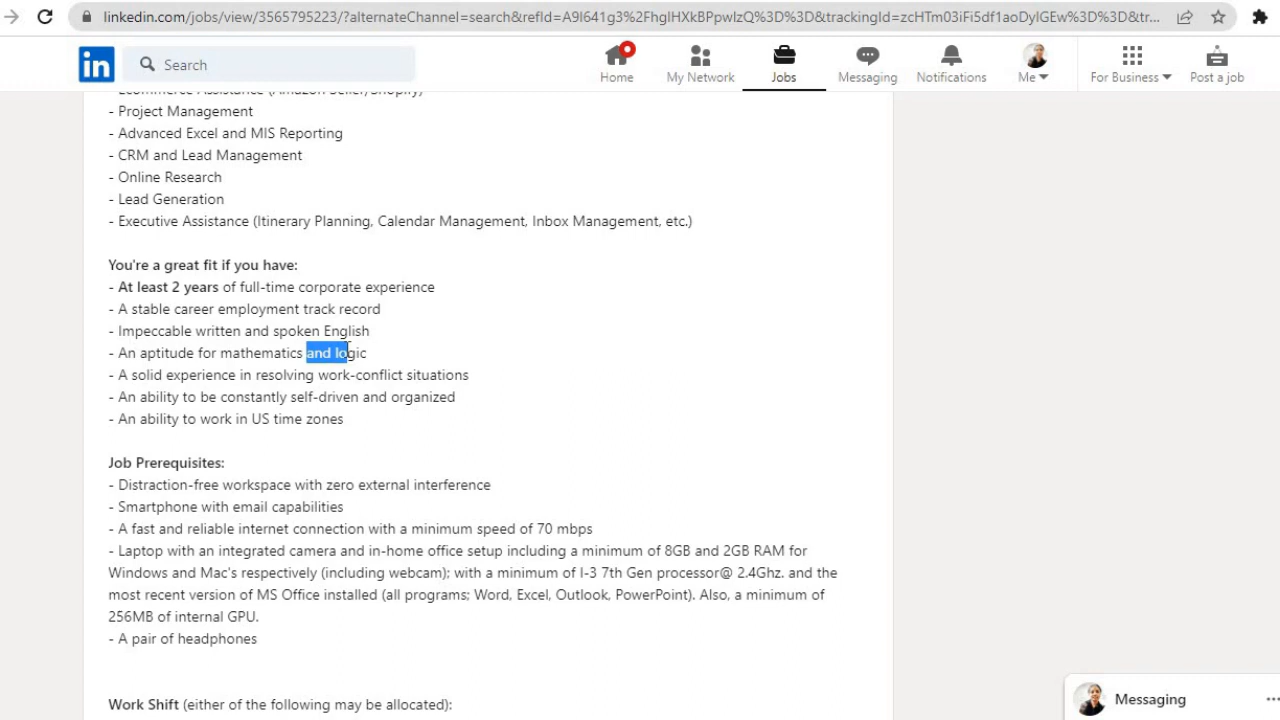 linkedin.com/jobs/view/3565795223/?alternateChannel=search&refId=A9I641g3%2FhglHXkBPpwlzQ%3D%3D&trackingId=zcHTm03iFi5df1aoDylGEw%3D%3D&tr...
in
Search
Home
My Network
Jobs
Messaging
Notifications
Me
For Business
Post a job
- Ecommerce Assistance (Amazon Seller/Shopify)
- Project Management
- Advanced Excel and MIS Reporting
- CRM and Lead Management
- Online Research
- Lead Generation
- Executive Assistance (Itinerary Planning, Calendar Management, Inbox Management, etc.)
You're a great fit if you have:
- At least 2 years of full-time corporate experience
- A stable career employment track record
- Impeccable written and spoken English
- An aptitude for mathematics and logic
- A solid experience in resolving work-conflict situations
- An ability to be constantly self-driven and organized
- An ability to work in US time zones
Job Prerequisites:
- Distraction-free workspace with zero external interference
- Smartphone with email capabilities
- A fast and reliable internet connection with a minimum speed of 70 mbps
- Laptop with an integrated camera and in-home office setup including a minimum of 8GB and 2GB RAM for
Windows and Mac's respectively (including webcam); with a minimum of I-3 7th Gen processor@ 2.4Ghz. and the
most recent version of MS Office installed (all programs; Word, Excel, Outlook, PowerPoint). Also, a minimum of
256MB of internal GPU.
- A pair of headphones
Work Shift (either of the following may be allocated):
Messaging